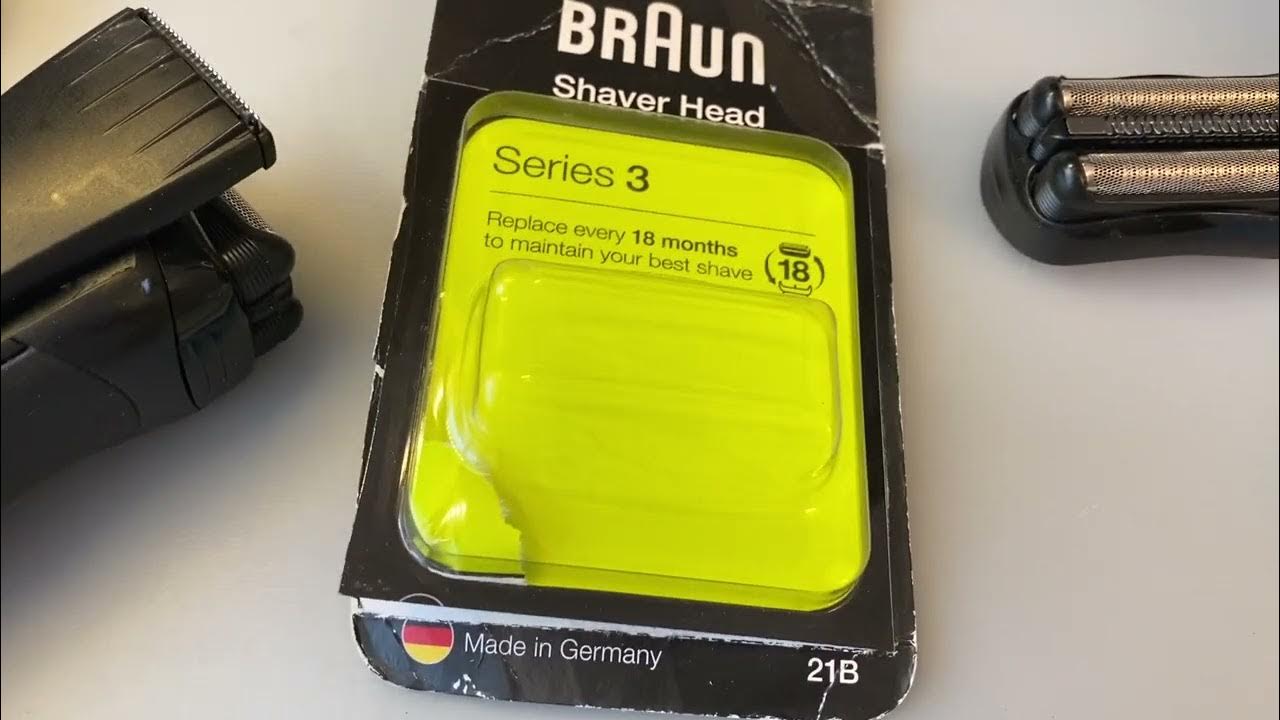 BRAUN
Shaver Head
Series 3
Replace every 18 months
to maintain your best shave
18
Made in Germany
21B